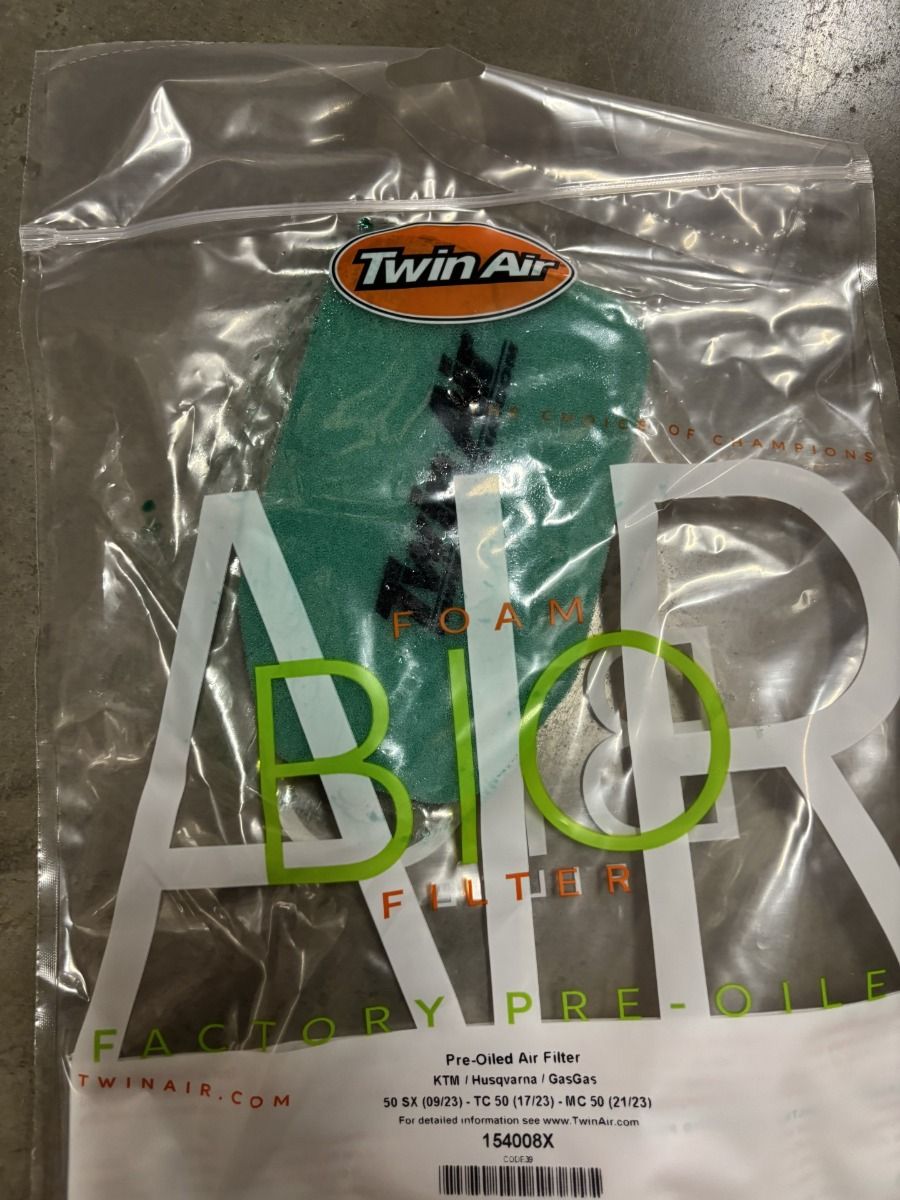 Twin Air
THE CHOICE OF CHAMPIONS
AIR
FOAM
BIO
FILTER
FACTORY PRE-OILE
TWINAIR.COM
Pre-Oiled Air Filter
KTM / Husqvarna / GasGas
50 SX (09/23) - TC 50 (17/23) - MC 50 (21/23)
For detailed information see www.TwinAir.com
154008X
CODE39